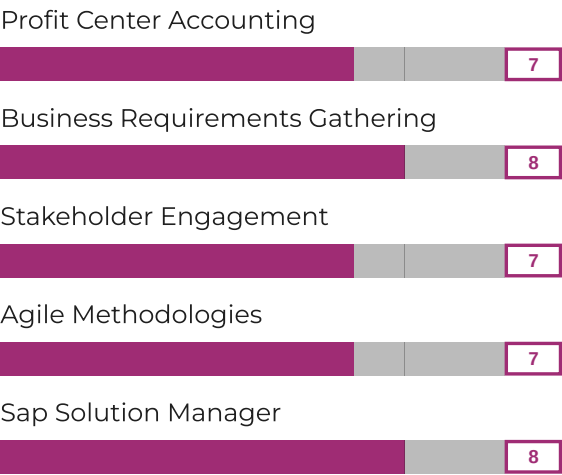 Profit Center Accounting
7
Business Requirements Gathering
8
Stakeholder Engagement
7
Agile Methodologies
7
Sap Solution Manager
8